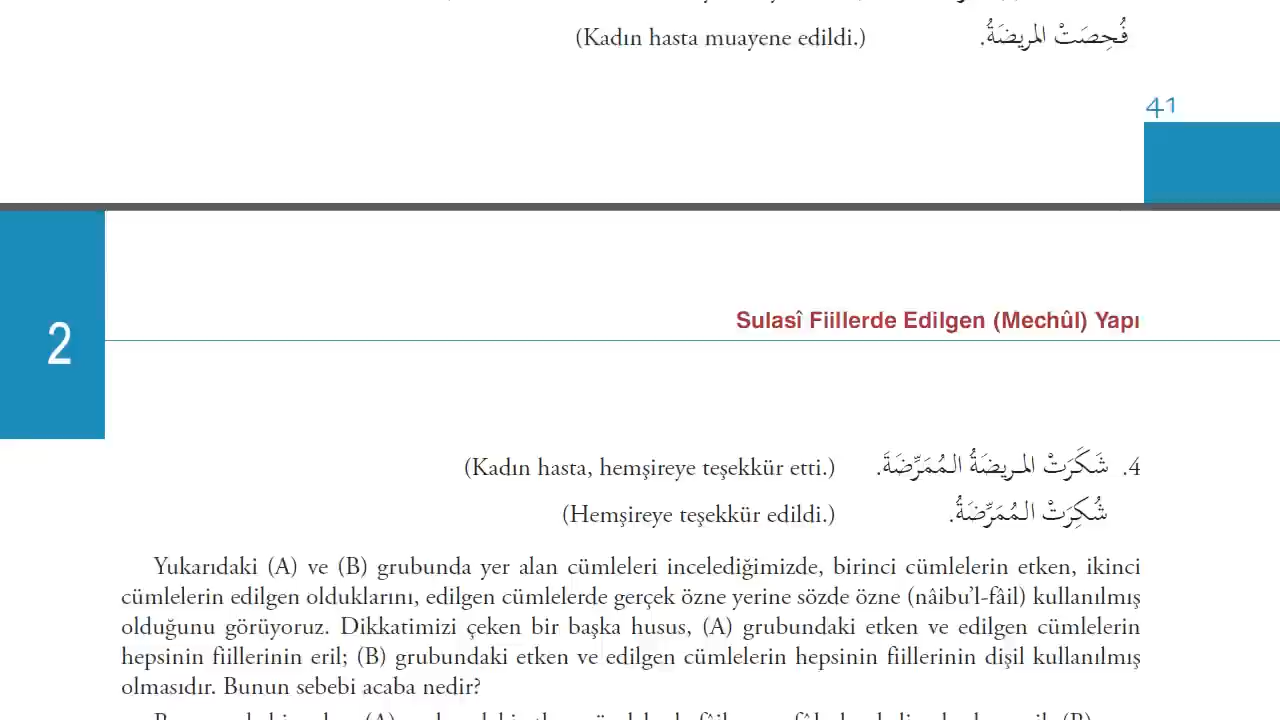 (Kadın hasta muayene edildi.) فُحِصَتْ المريضَةُ.
41
2
Sulasî Fiillerde Edilgen (Mechûl) Yapı
(Kadın hasta, hemşireye teşekkür etti.) 4. شَكَرَتْ المريضَةُ المُمَرِّضَةَ.
(Hemşireye teşekkür edildi.) شُكِرَتْ المُمَرِّضَةُ.
Yukarıdaki (A) ve (B) grubunda yer alan cümleleri incelediğimizde, birinci cümlelerin etken, ikinci
cümlelerin edilgen olduklarını, edilgen cümlelerde gerçek özne yerine sözde özne (nâibu’l-fâil) kullanılmış
olduğunu görüyoruz. Dikkatimizi çeken bir başka husus, (A) grubundaki etken ve edilgen cümlelerin
hepsinin fiillerinin eril; (B) grubundaki etken ve edilgen cümlelerin hepsinin fiillerinin dişil kullanılmış
olmasıdır. Bunun sebebi acaba nedir?